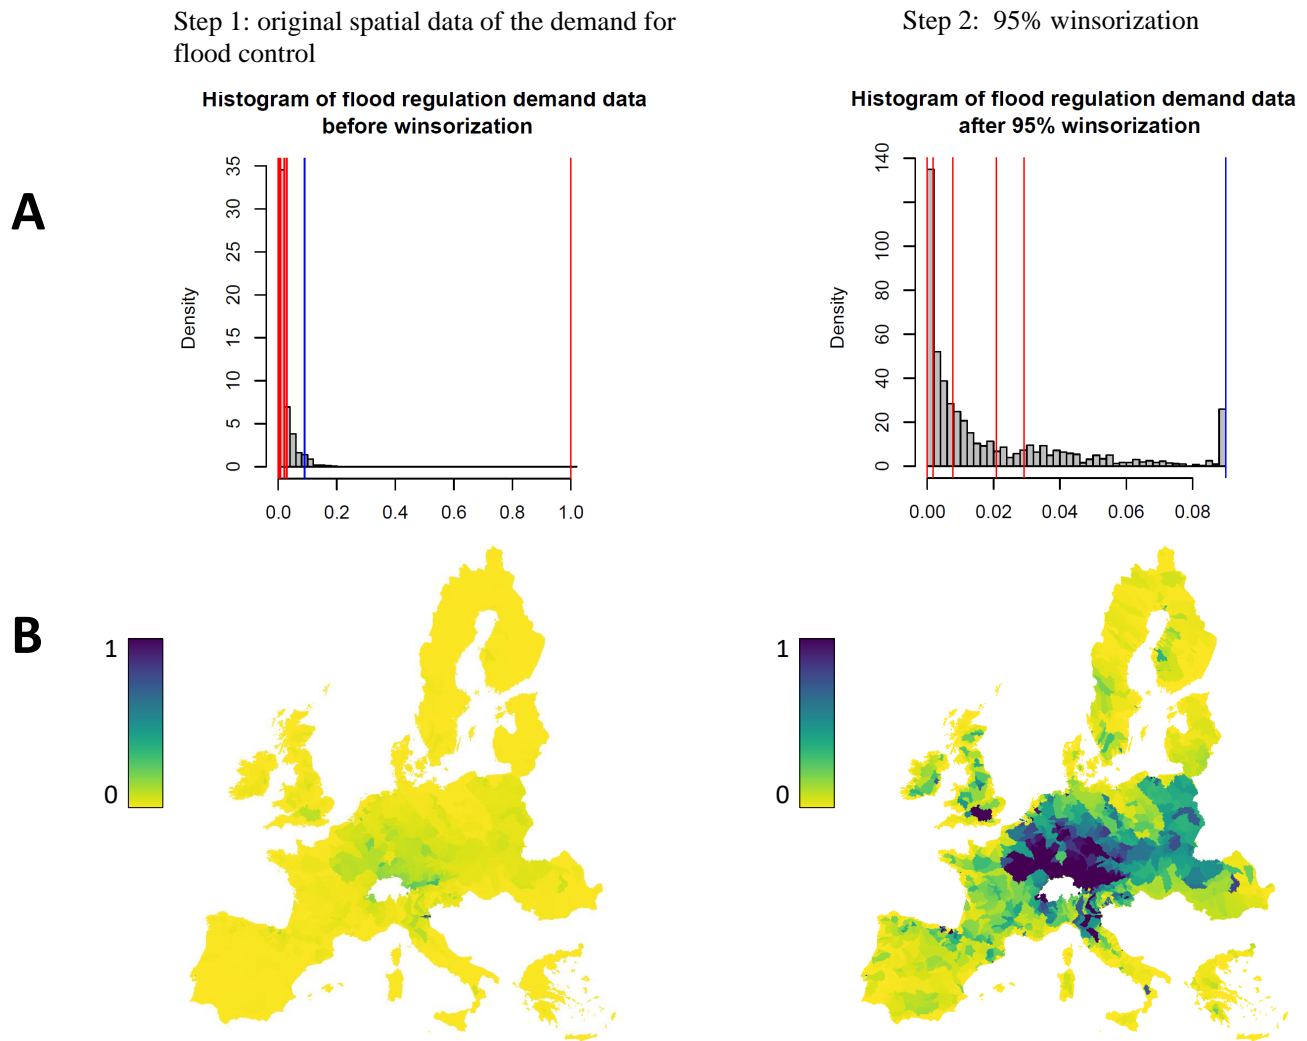 Step 1: original spatial data of the demand for
flood control
Step 2:  95% winsorization
Histogram of flood regulation demand data
before winsorization
Histogram of flood regulation demand data
after 95% winsorization
A
Density
35
30
25
20
15
10
5
0
0.0 0.2 0.4 0.6 0.8 1.0
Density
140
100
80
60
40
20
0
0.00 0.02 0.04 0.06 0.08
B
1
0
1
0